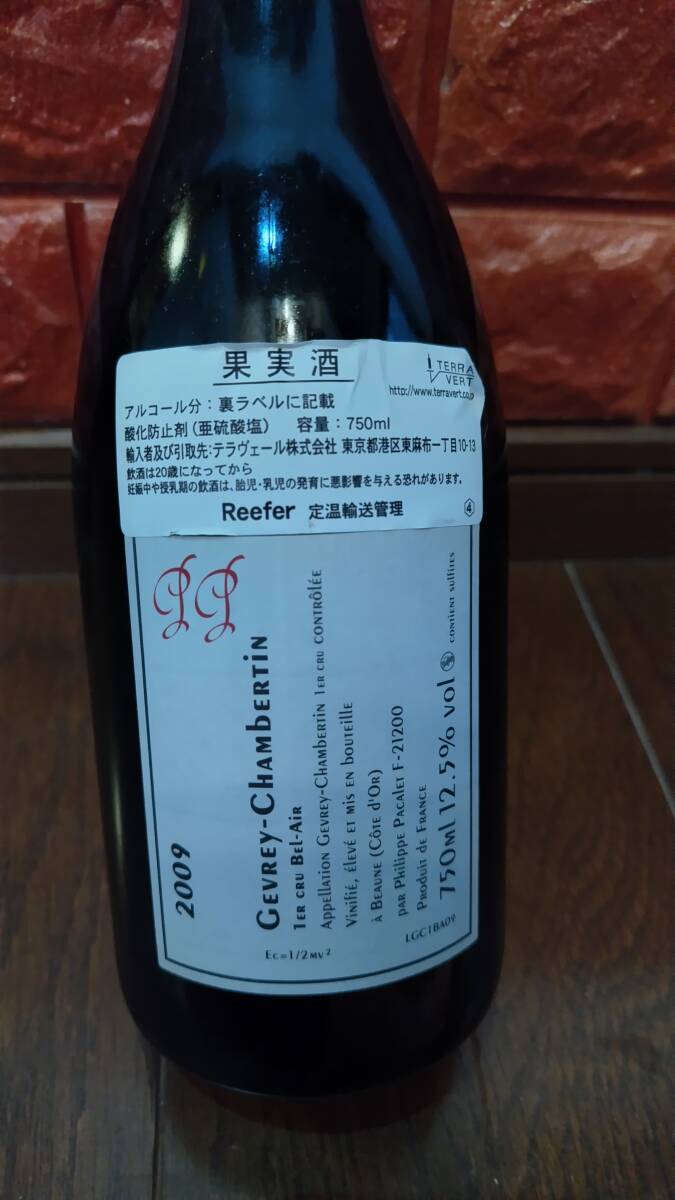 果実酒
TERRA VERT
http://www.terravert.co.jp
アルコール分：裏ラベルに記載
酸化防止剤（亜硫酸塩） 容量：750ml
輸入者及び引取先：テラヴェール株式会社 東京都港区東麻布一丁目10-13
飲酒は20歳になってから
妊娠中や授乳期の飲酒は、胎児・乳児の発育に悪影響を与える恐れがあります。
Reefer 定温輸送管理 ④
2009
Gevrey-Chambertin
1er cru Bel-Air
Appellation Gevrey-Chambertin 1er cru contrôlée
Vinifié, élevé et mis en bouteille
à Beaune (Côte d'Or)
par Philippe Pacalet F-21200
Produit de France
750ml 12.5% vol
contient sulfites
Ec=1/2mv²
LGC1BA09